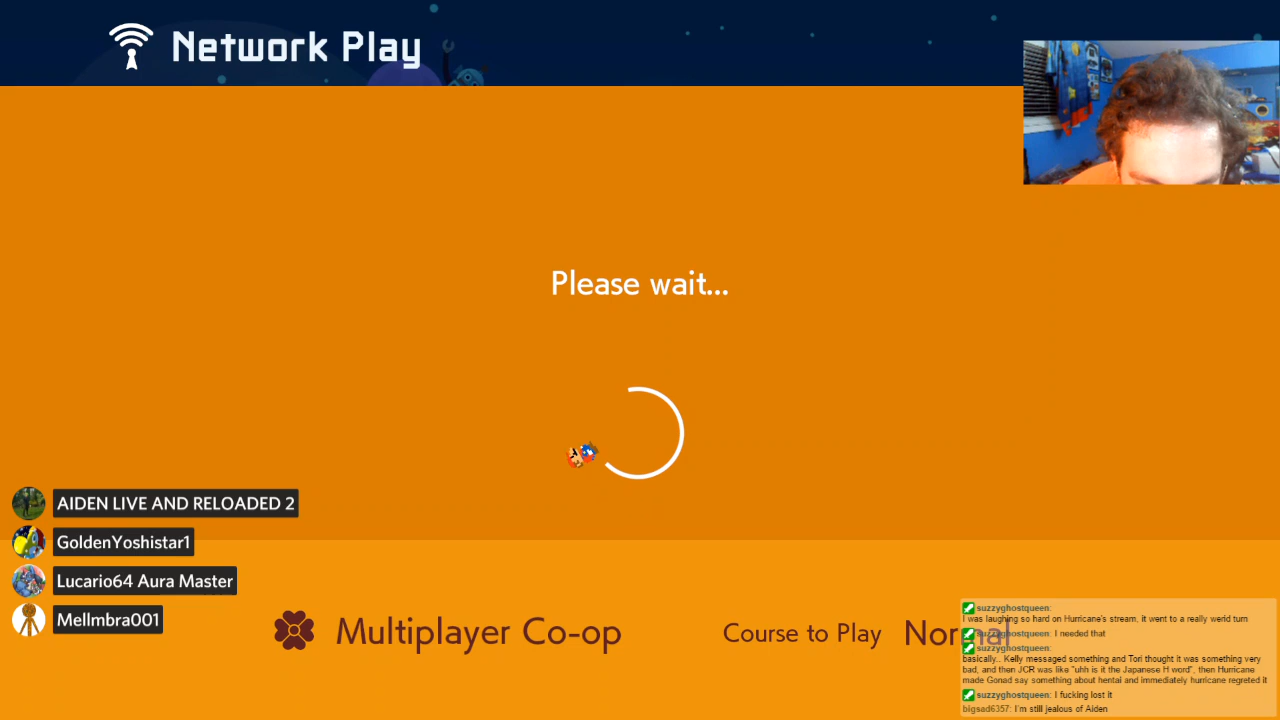 Network Play
Please wait...
AIDEN LIVE AND RELOADED 2
GoldenYoshistar1
Lucario64 Aura Master
Mellmbra001
Multiplayer Co-op
Course to Play Normal
suzzyghostqueen:
I was laughing so hard on Hurricane's stream, it went to a really werid turn
suzzyghostqueen: I needed that
suzzyghostqueen:
basically.. Kelly messaged something and Tori thought it was something very
bad, and then JCR was like "uhh is it the Japanese H word", then Hurricane
made Gonad say something about hentai and immediately hurricane regretted it
suzzyghostqueen: I fucking lost it
bigsad6357: I'm still jealous of Aiden